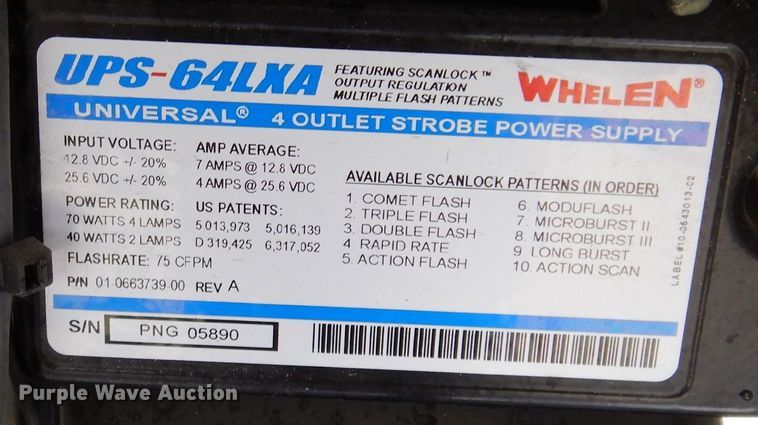 UPS-64LXA
FEATURING SCANLOCK™
OUTPUT REGULATION
MULTIPLE FLASH PATTERNS
WHELEN®
UNIVERSAL® 4 OUTLET STROBE POWER SUPPLY
INPUT VOLTAGE:
12.8 VDC +/- 20%
25.6 VDC +/- 20%
AMP AVERAGE:
7 AMPS @ 12.8 VDC
4 AMPS @ 25.6 VDC
POWER RATING:
70 WATTS 4 LAMPS
40 WATTS 2 LAMPS
US PATENTS:
5 013,973 5,016,139
D 319,425 6,317,052
FLASHRATE: 75 CFPM
P/N 01-0663739-00 REV A
AVAILABLE SCANLOCK PATTERNS (IN ORDER)
1. COMET FLASH
2. TRIPLE FLASH
3. DOUBLE FLASH
4. RAPID RATE
5. ACTION FLASH
6. MODUFLASH
7. MICROBURST II
8. MICROBURST III
9. LONG BURST
10. ACTION SCAN
LABEL #10-0543013-02
S/N PNG 05890
Purple Wave Auction